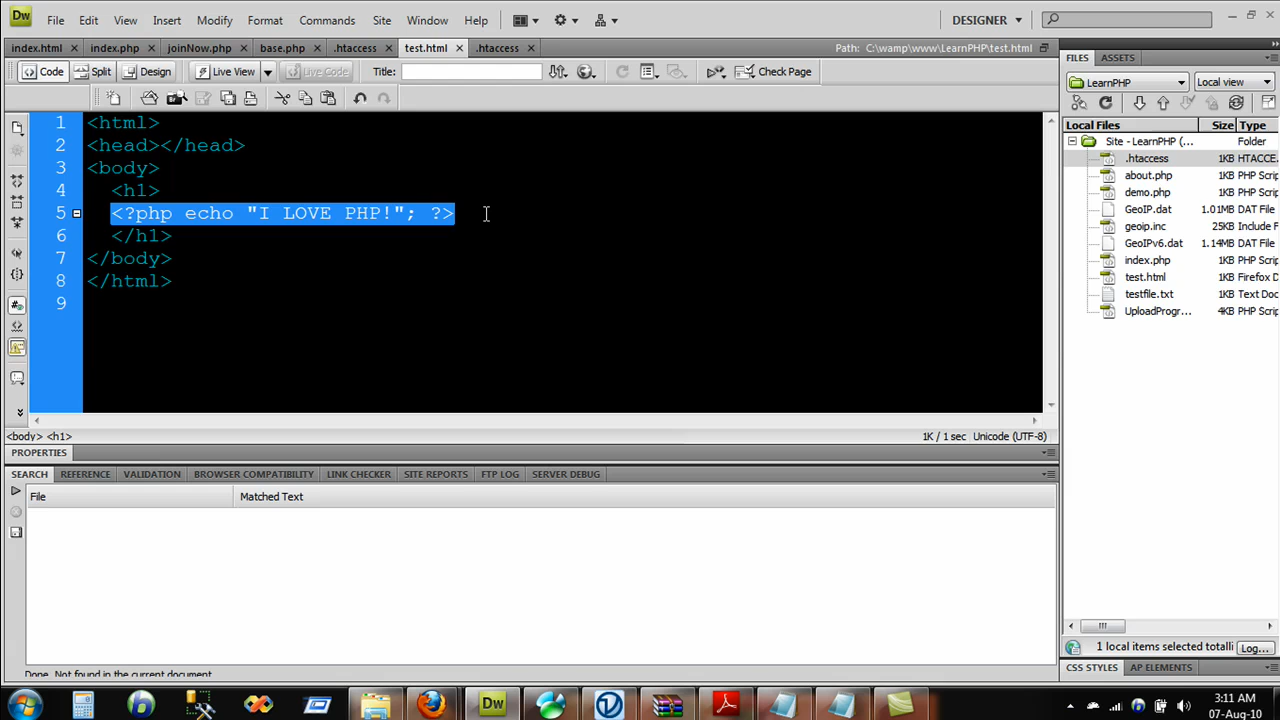 Dw File Edit View Insert Modify Format Commands Site Window Help DESIGNER
index.html × index.php × joinNow.php × base.php × .htaccess × test.html × .htaccess × Path: C:\wamp\www\LearnPHP\test.html
FILES ASSETS
Code Split Design Live View Live Code Title: Check Page
LearnPHP Local view
1 <html>
2 <head></head>
3 <body>
4 <h1>
5 <?php echo "I LOVE PHP!"; ?>
6 </h1>
7 </body>
8 </html>
9
Local Files Size Type
Site - LearnPHP (... Folder
.htaccess 1KB HTACCE...
about.php 1KB PHP Scrip
demo.php 1KB PHP Scrip
GeoIP.dat 1.01MB DAT File
geoip.inc 25KB Include F
GeoIPv6.dat 1.14MB DAT File
index.php 1KB PHP Scrip
test.html 1KB Firefox D
testfile.txt 1KB Text Doc
UploadProgr... 4KB PHP Scrip
<body> <h1> 1K / 1 sec Unicode (UTF-8)
PROPERTIES
SEARCH REFERENCE VALIDATION BROWSER COMPATIBILITY LINK CHECKER SITE REPORTS FTP LOG SERVER DEBUG
File Matched Text
1 local items selected totalli Log...
CSS STYLES AP ELEMENTS
Done. Not found in the current document.
Dw
3:11 AM
07-Aug-10